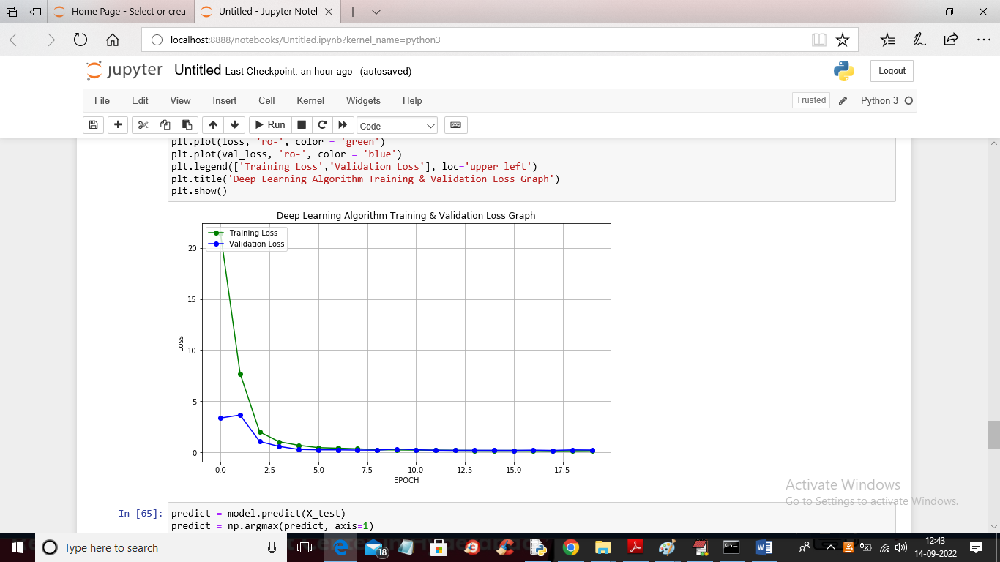 Home Page - Select or creat
Untitled - Jupyter Notel
localhost:8888/notebooks/Untitled.ipynb?kernel_name=python3
jupyter Untitled Last Checkpoint: an hour ago (autosaved)
Logout
File Edit View Insert Cell Kernel Widgets Help
Trusted Python 3
Run Code
plt.plot(loss, 'ro-', color = 'green')
plt.plot(val_loss, 'ro-', color = 'blue')
plt.legend(['Training Loss','Validation Loss'], loc='upper left')
plt.title('Deep Learning Algorithm Training & Validation Loss Graph')
plt.show()
Deep Learning Algorithm Training & Validation Loss Graph
Training Loss
Validation Loss
20
15
10
5
0
Loss
0.0 2.5 5.0 7.5 10.0 12.5 15.0 17.5
EPOCH
Activate Windows
Go to Settings to activate Windows.
In [65]: predict = model.predict(X_test)
predict = np.argmax(predict, axis=1)
Type here to search
18
12:43
14-09-2022